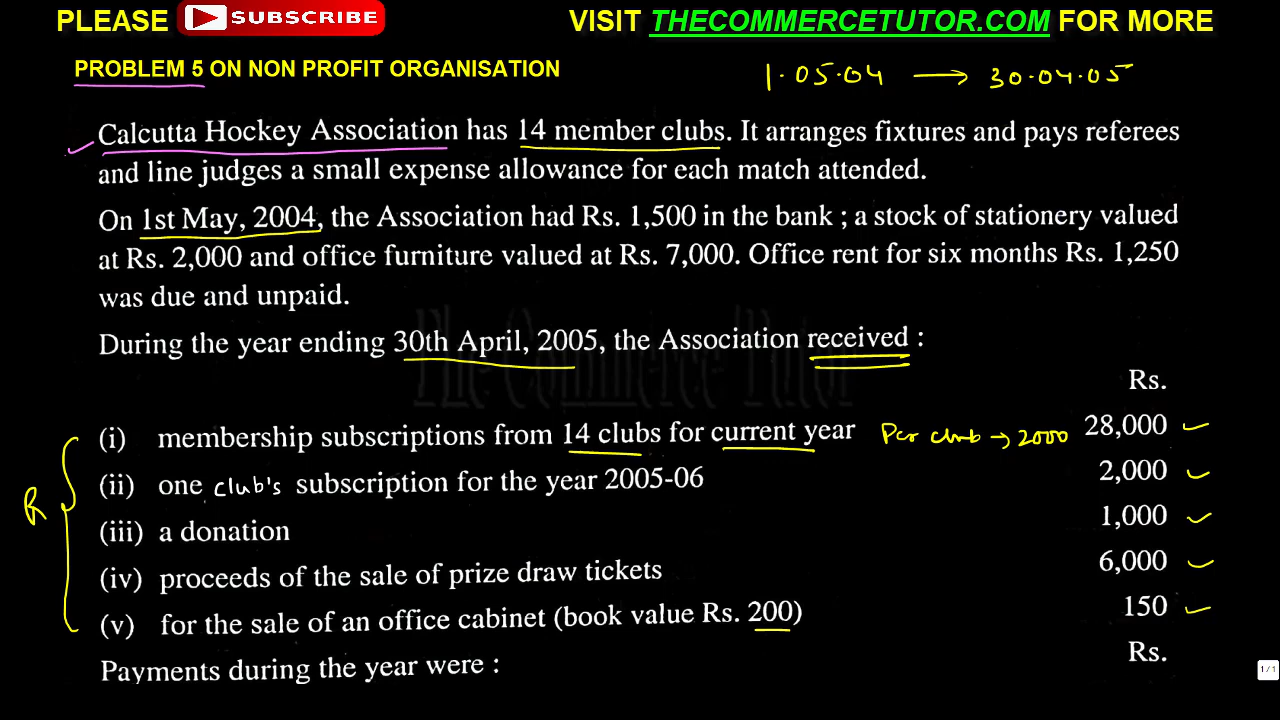 PLEASE SUBSCRIBE VISIT THECOMMERCETUTOR.COM FOR MORE
PROBLEM 5 ON NON PROFIT ORGANISATION 1.05.04 → 30.04.05
Calcutta Hockey Association has 14 member clubs. It arranges fixtures and pays referees
and line judges a small expense allowance for each match attended.
On 1st May, 2004, the Association had Rs. 1,500 in the bank ; a stock of stationery valued
at Rs. 2,000 and office furniture valued at Rs. 7,000. Office rent for six months Rs. 1,250
was due and unpaid.
During the year ending 30th April, 2005, the Association received :
The Commerce Tutor
Rs.
(i) membership subscriptions from 14 clubs for current year Per club → 2000 28,000
(ii) one club's subscription for the year 2005-06 2,000
R
(iii) a donation 1,000
(iv) proceeds of the sale of prize draw tickets 6,000
(v) for the sale of an office cabinet (book value Rs. 200) 150
Payments during the year were : Rs.
1/1